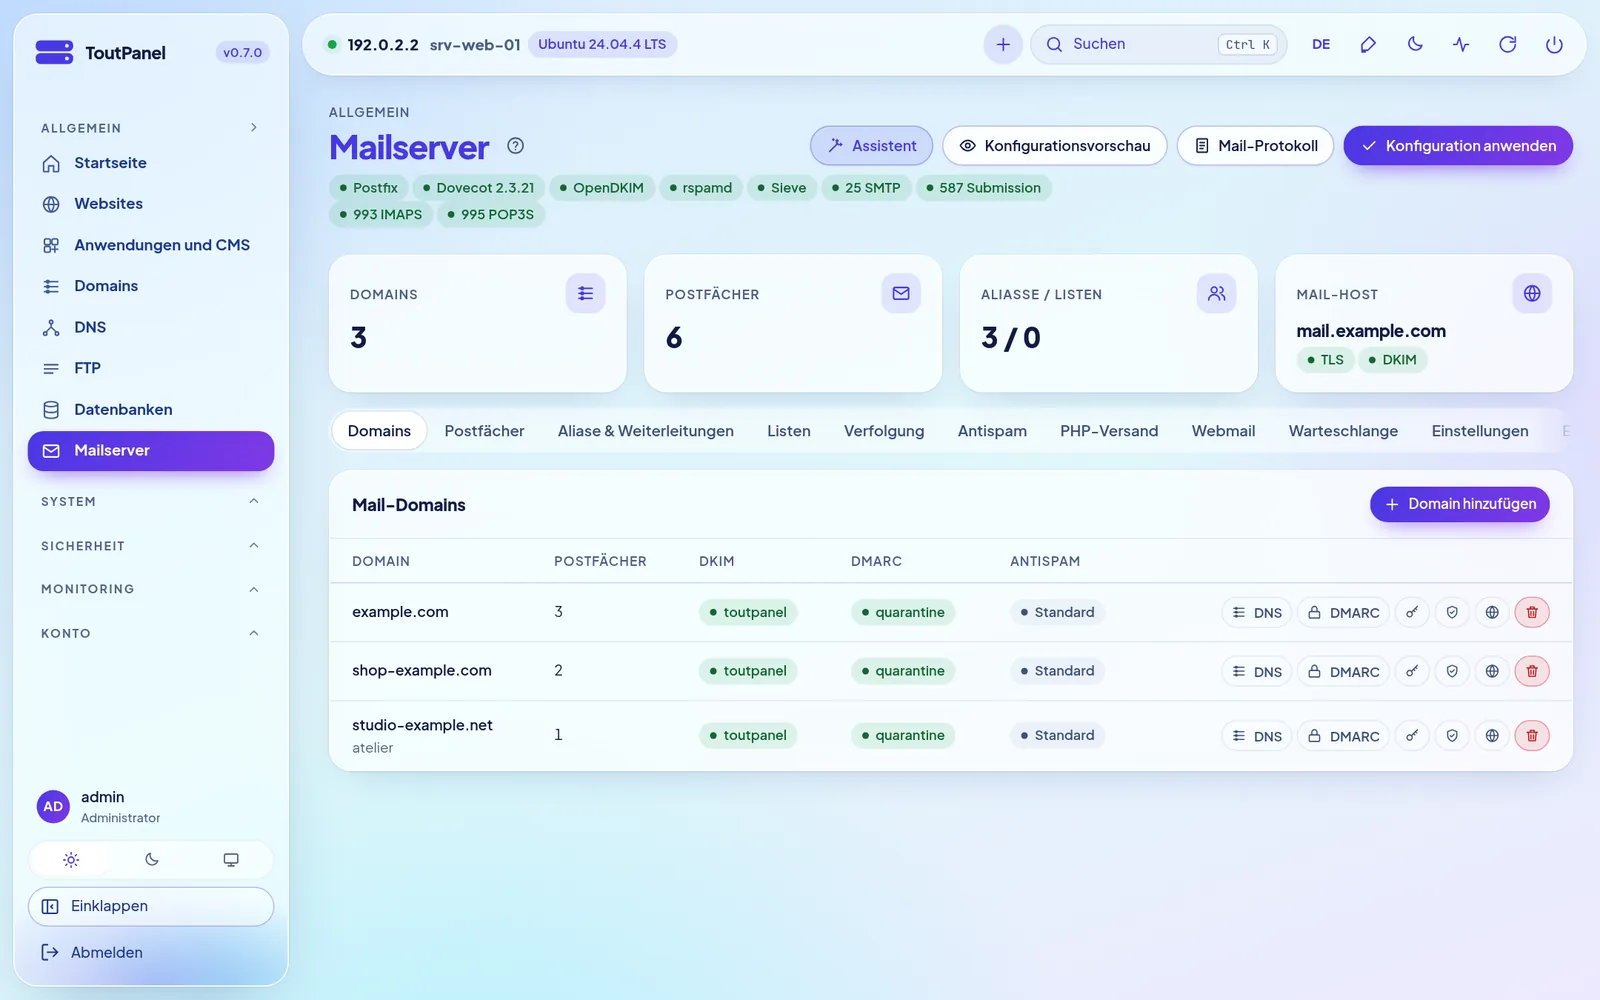 ToutPanel v0.7.0
ALLGEMEIN
Startseite
Websites
Anwendungen und CMS
Domains
DNS
FTP
Datenbanken
Mailserver
SYSTEM
SICHERHEIT
MONITORING
KONTO
AD admin
Administrator
Einklappen
Abmelden
192.0.2.2 srv-web-01 Ubuntu 24.04.4 LTS Suchen Ctrl K DE
ALLGEMEIN
Mailserver Assistent Konfigurationsvorschau Mail-Protokoll Konfiguration anwenden
Postfix Dovecot 2.3.21 OpenDKIM rspamd Sieve 25 SMTP 587 Submission
993 IMAPS 995 POP3S
DOMAINS
3
POSTFÄCHER
6
ALIASSE / LISTEN
3 / 0
MAIL-HOST
mail.example.com
TLS DKIM
Domains Postfächer Aliase & Weiterleitungen Listen Verfolgung Antispam PHP-Versand Webmail Warteschlange Einstellungen
Mail-Domains Domain hinzufügen
DOMAIN POSTFÄCHER DKIM DMARC ANTISPAM
example.com 3 toutpanel quarantine Standard DNS DMARC
shop-example.com 2 toutpanel quarantine Standard DNS DMARC
studio-example.net 1 toutpanel quarantine Standard DNS DMARC
atelier